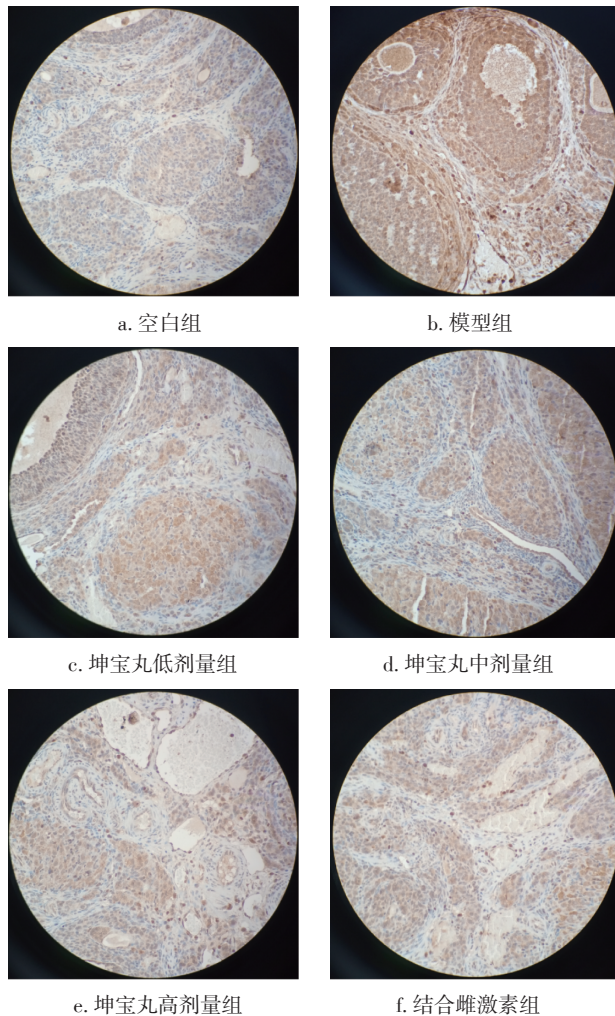 a. 空白组
b. 模型组
c. 坤宝丸低剂量组
d. 坤宝丸中剂量组
e. 坤宝丸高剂量组
f. 结合雌激素组